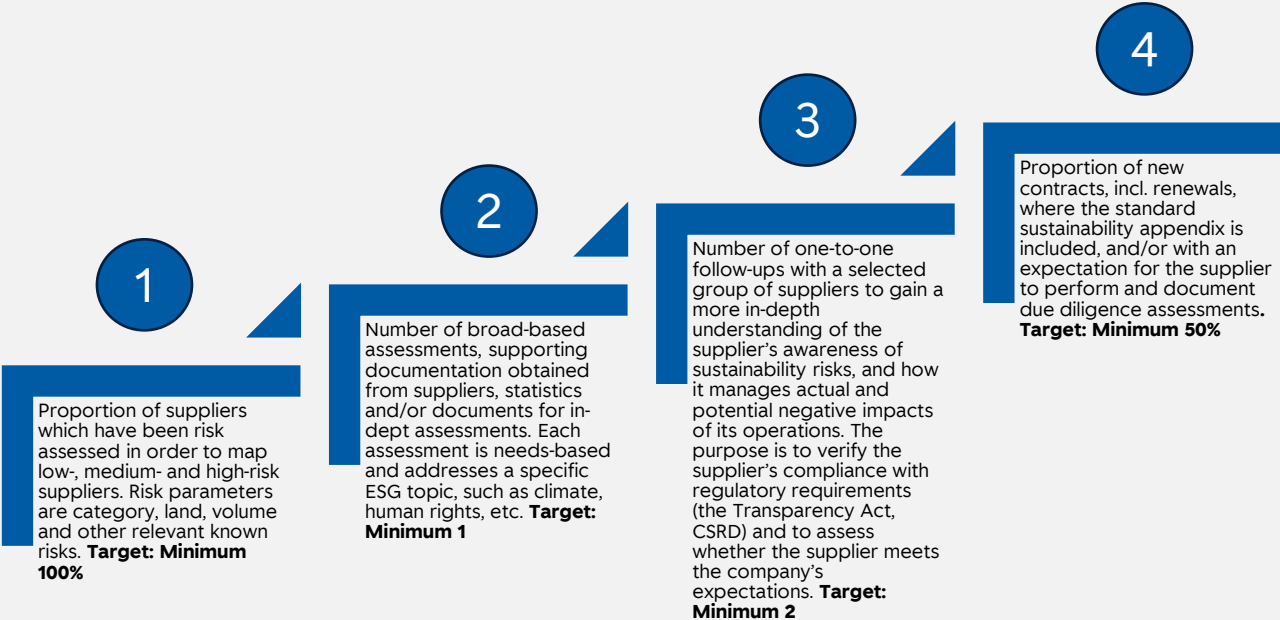 1
Proportion of suppliers
which have been risk
assessed in order to map
low-, medium- and high-risk
suppliers. Risk parameters
are category, land, volume
and other relevant known
risks. Target: Minimum
100%
2
Number of broad-based
assessments, supporting
documentation obtained
from suppliers, statistics
and/or documents for in-
dept assessments. Each
assessment is needs-based
and addresses a specific
ESG topic, such as climate,
human rights, etc. Target:
Minimum 1
3
Number of one-to-one
follow-ups with a selected
group of suppliers to gain a
more in-depth
understanding of the
supplier's awareness of
sustainability risks, and how
it manages actual and
potential negative impacts
of its operations. The
purpose is to verify the
supplier's compliance with
regulatory requirements
(the Transparency Act,
CSRD) and to assess
whether the supplier meets
the company's
expectations. Target:
Minimum 2
4
Proportion of new
contracts, incl. renewals,
where the standard
sustainability appendix is
included, and/or with an
expectation for the supplier
to perform and document
due diligence assessments.
Target: Minimum 50%